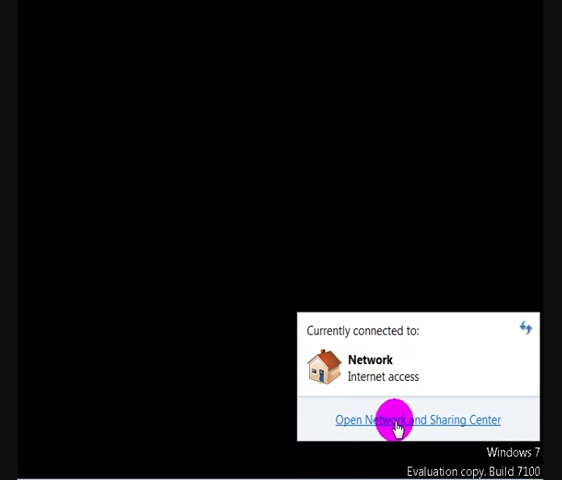 Currently connected to:
Network
Internet access
Open Network and Sharing Center
Windows 7
Evaluation copy. Build 7100